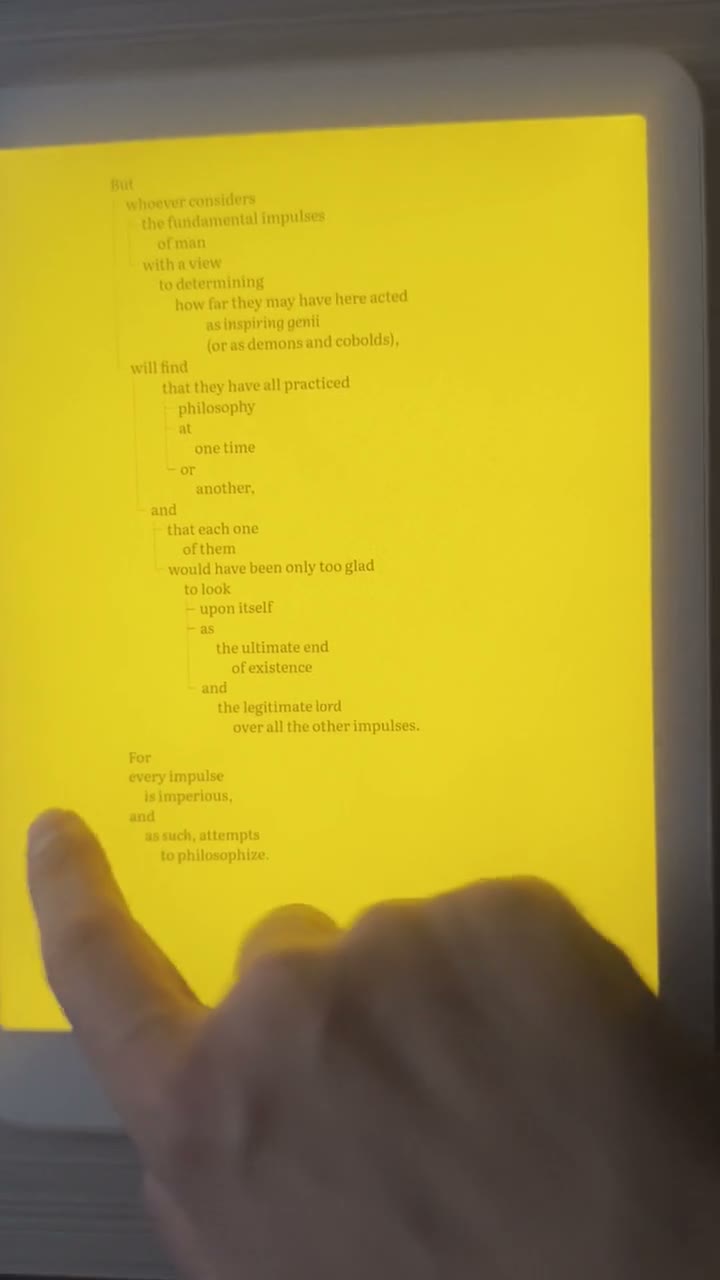 But
whoever considers
the fundamental impulses
of man
with a view
to determining
how far they may have here acted
as inspiring genii
(or as demons and cobolds),
will find
that they have all practiced
philosophy
at
one time
or
another,
and
that each one
of them
would have been only too glad
to look
upon itself
as
the ultimate end
of existence
and
the legitimate lord
over all the other impulses.
For
every impulse
is imperious,
and
as such, attempts
to philosophize.